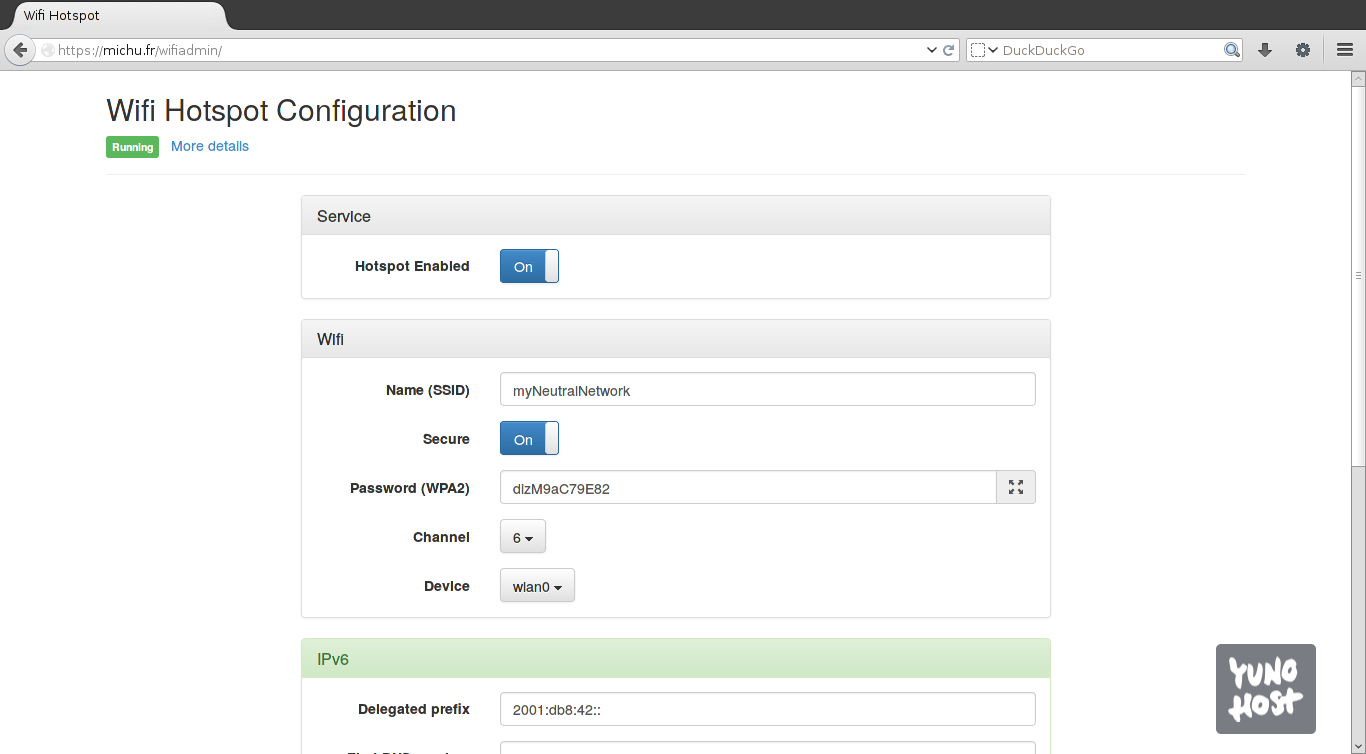 Wifi Hotspot
https://michu.fr/wifiadmin/
DuckDuckGo
Wifi Hotspot Configuration
Running More details
Service
Hotspot Enabled On
Wifi
Name (SSID) myNeutralNetwork
Secure On
Password (WPA2) dizM9aC79E82
Channel 6
Device wlan0
IPv6
Delegated prefix 2001:db8:42::
YUNO
HOST